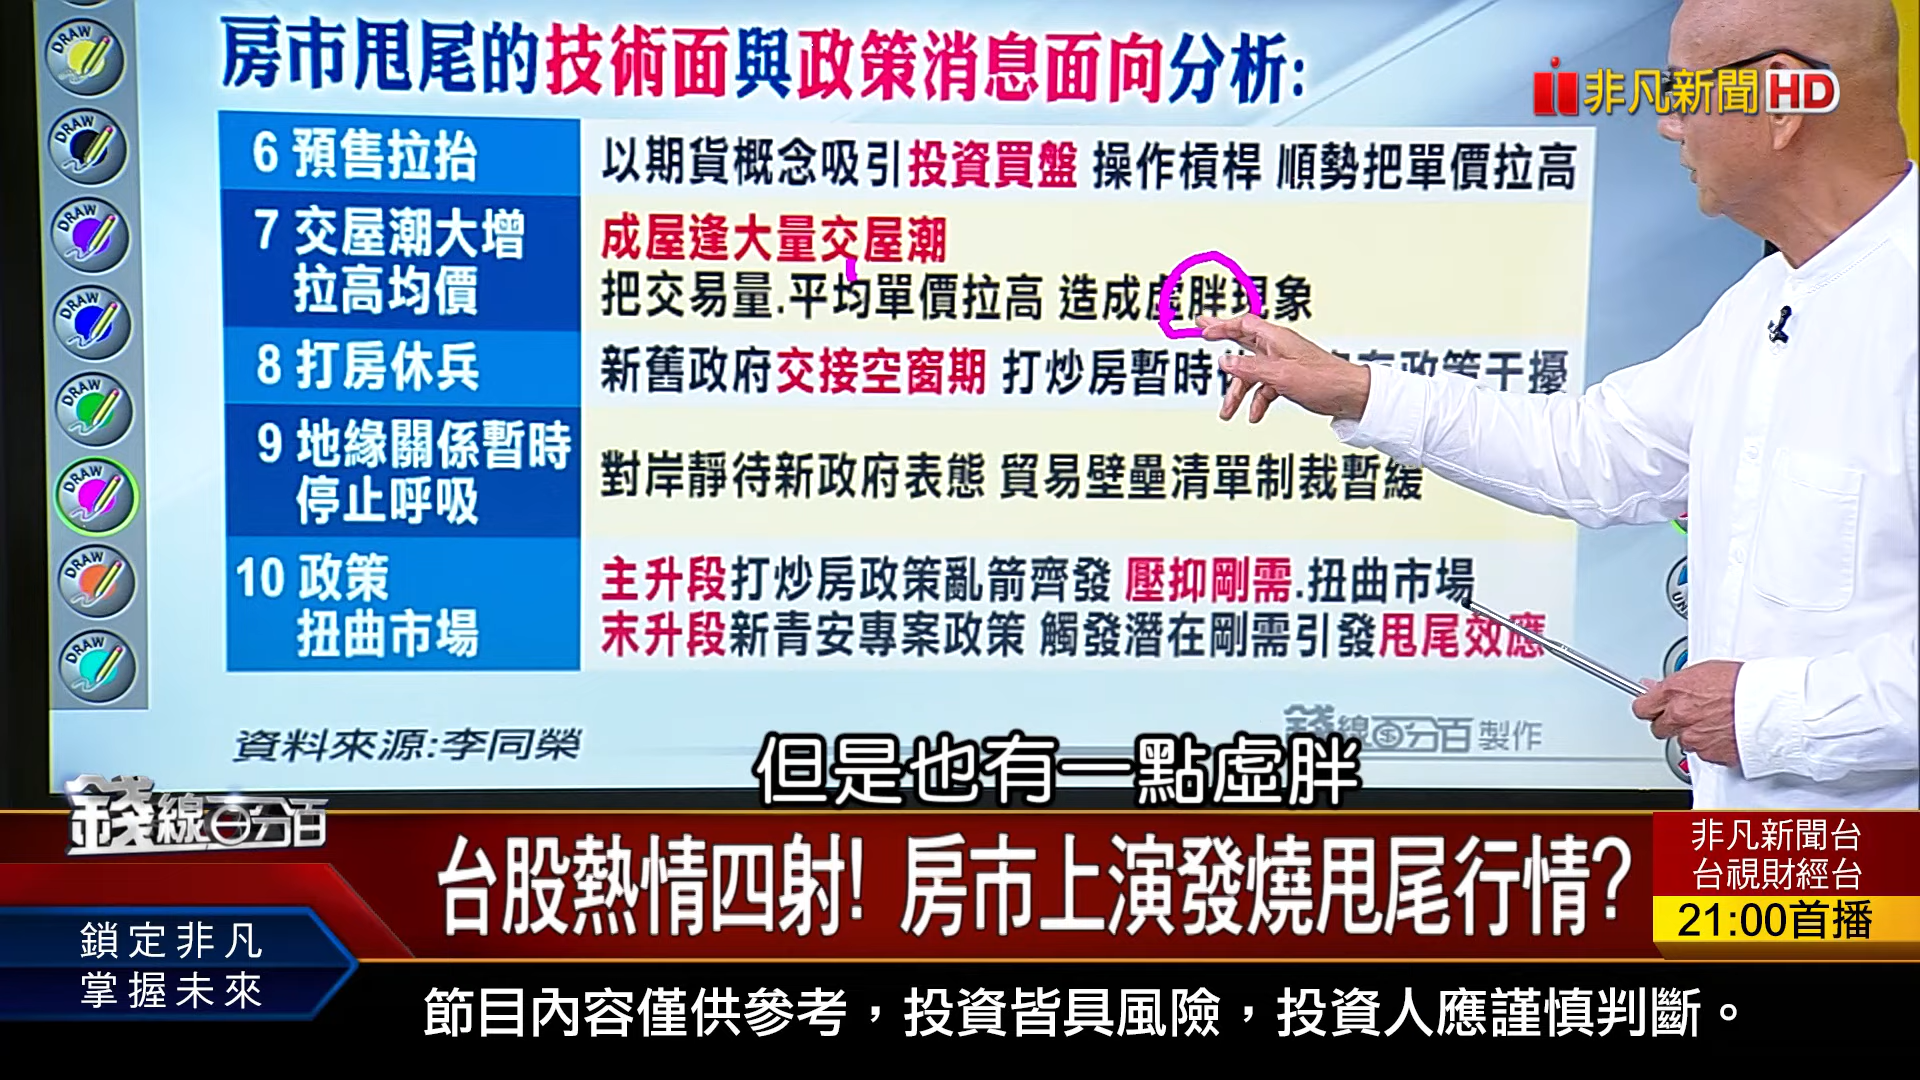 房市甩尾的技術面與政策消息面向分析:
非凡新聞HD
6 預售拉抬
以期貨概念吸引投資買盤 操作槓桿 順勢把單價拉高
7 交屋潮大增
拉高均價
成屋逢大量交屋潮
把交易量.平均單價拉高 造成虛胖現象
8 打房休兵
新舊政府交接空窗期 打炒房暫時 政策干擾
9 地緣關係暫時
停止呼吸
對岸靜待新政府表態 貿易壁壘清單制裁暫緩
10 政策
扭曲市場
主升段打炒房政策亂箭齊發 壓抑剛需.扭曲市場
末升段新青安專案政策 觸發潛在剛需引發甩尾效應
資料來源:李同榮
錢線百分百製作
DRAW
DRAW
DRAW
DRAW
DRAW
DRAW
DRAW
DRAW
但是也有一點虛胖
錢線百分百
台股熱情四射! 房市上演發燒甩尾行情?
非凡新聞台
台視財經台
21:00首播
鎖定非凡
掌握未來
節目內容僅供參考，投資皆具風險，投資人應謹慎判斷。